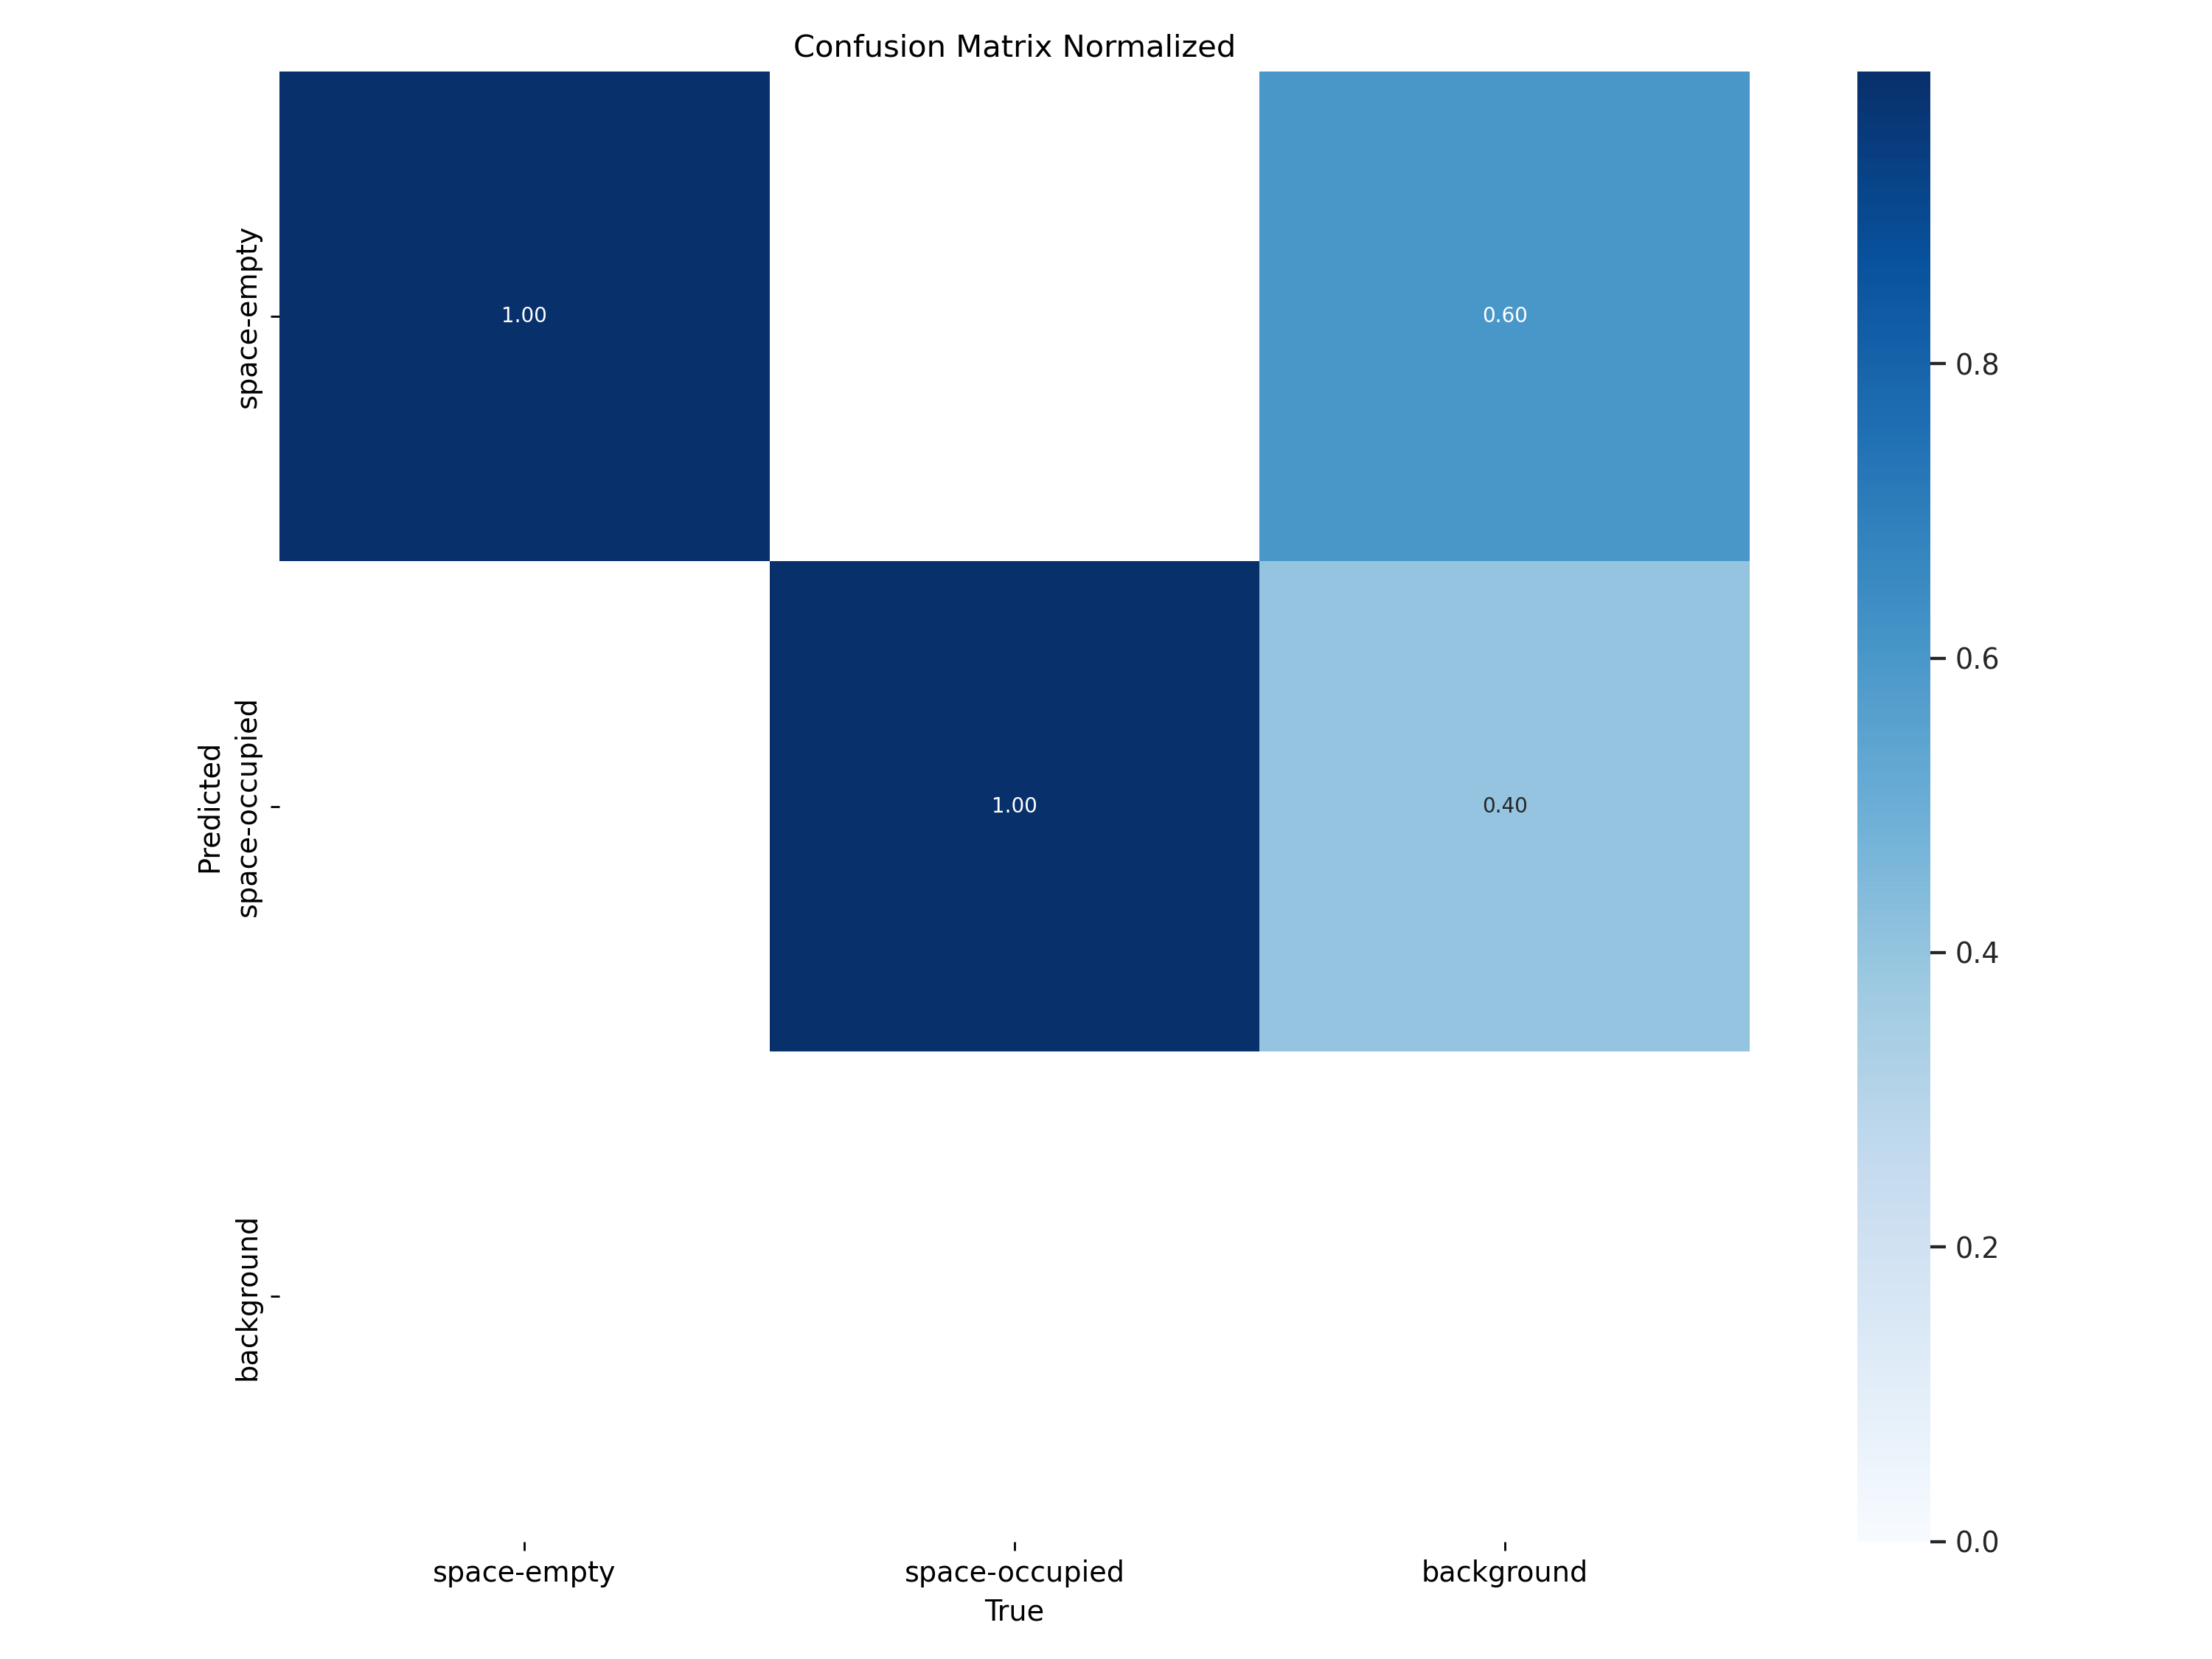 Confusion Matrix Normalized
space-empty
1.00
0.60
0.8
0.6
Predicted
space-occupied
1.00
0.40
0.4
background
0.2
0.0
space-empty
space-occupied
background
True